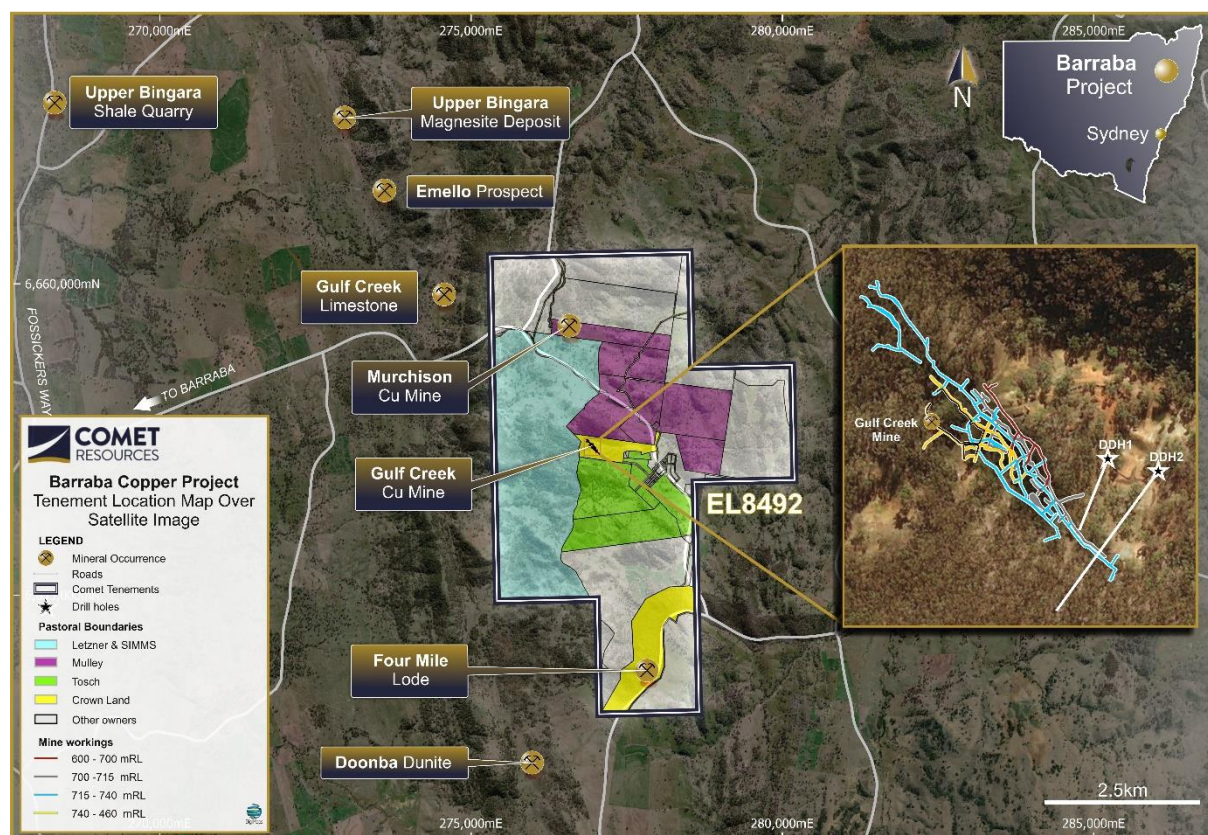 270,000mE
275,000mE
280,000mE
285,000mE
Upper Bingara
Shale Quarry
Upper Bingara
Magnesite Deposit
Emello Prospect
N
Barraba
Project
Sydney
6,660,000mN
Gulf Creek
Limestone
FOSSICKERS WAY
TO BARRABA
Murchison
Cu Mine
Gulf Creek
Cu Mine
EL8492
Gulf Creek
Mine
DDH1
DDH2
Four Mile
Lode
Doonba Dunite
COMET
RESOURCES
Barraba Copper Project
Tenement Location Map Over
Satellite Image
LEGEND
Mineral Occurrence
Roads
Comet Tenements
Drill holes
Pastoral Boundaries
Letzner & SIMMS
Mulley
Tosch
Crown Land
Other owners
Mine workings
600 - 700 mRL
700 -715 mRL
715 - 740 mRL
740 - 460 mRL
2.5km
270,000mE
275,000mE
280,000mE
285,000mE